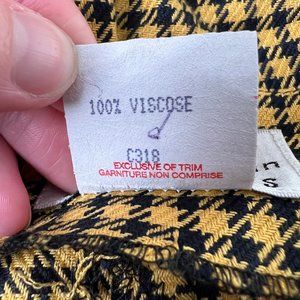 100% VISCOSE
C318
EXCLUSIVE OF TRIM
GARNITURE NON COMPRISE